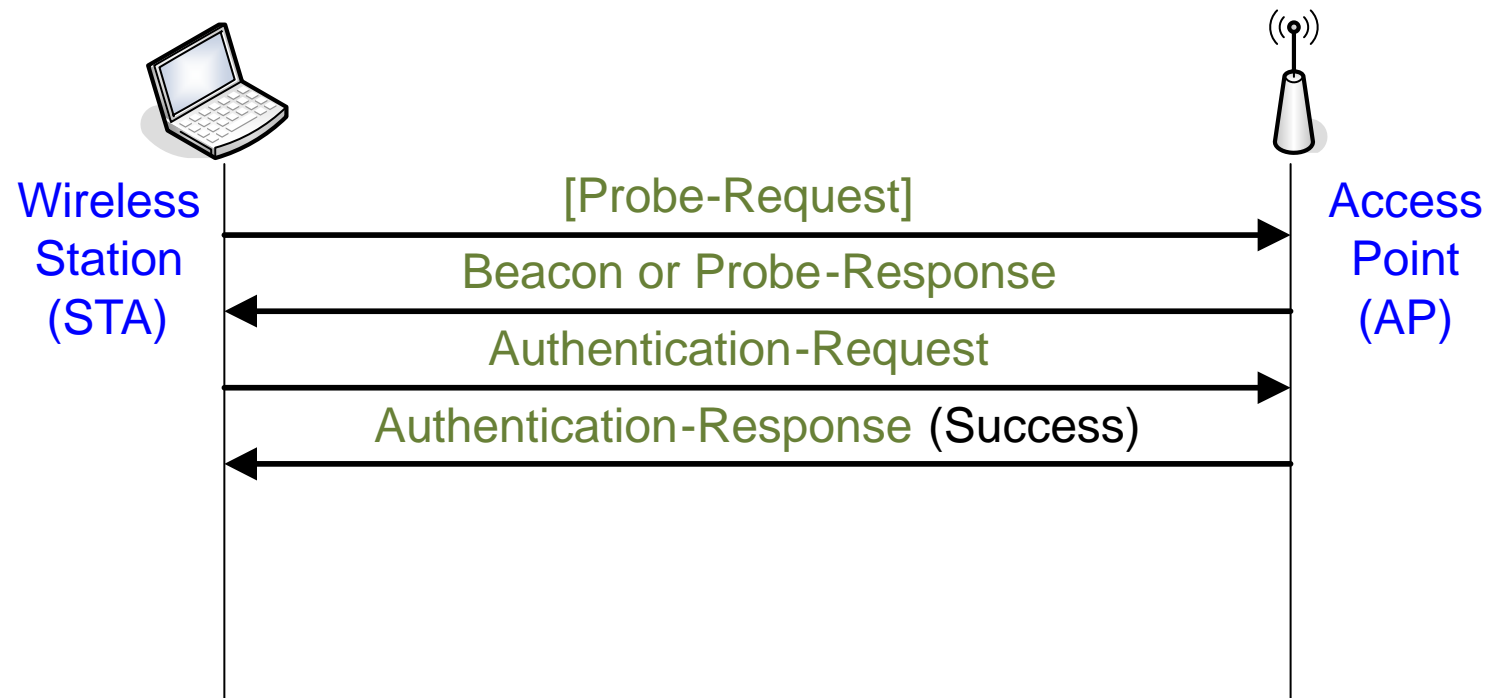 Wireless
Station
(STA)
[Probe-Request]
Beacon or Probe-Response
Authentication-Request
Authentication-Response (Success)
Access
Point
(AP)